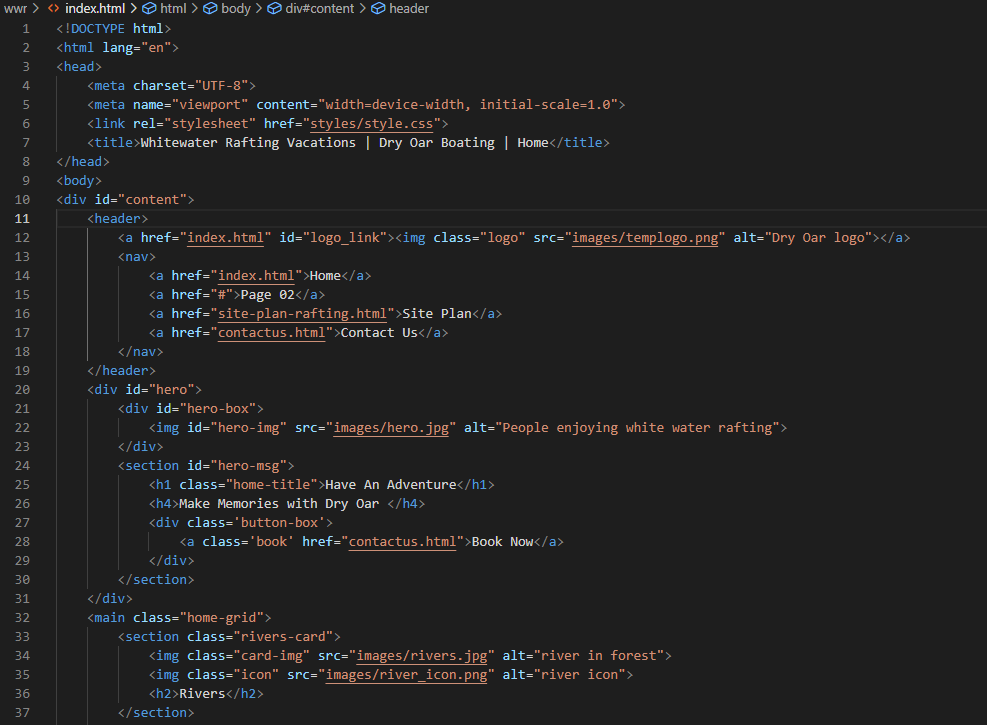 wwr > <> index.html > html > body > div#content > header
1 <!DOCTYPE html>
2 <html lang="en">
3 <head>
4     <meta charset="UTF-8">
5     <meta name="viewport" content="width=device-width, initial-scale=1.0">
6     <link rel="stylesheet" href="styles/style.css">
7     <title>Whitewater Rafting Vacations | Dry Oar Boating | Home</title>
8 </head>
9 <body>
10 <div id="content">
11     <header>
12         <a href="index.html" id="logo_link"><img class="logo" src="images/templogo.png" alt="Dry Oar logo"></a>
13         <nav>
14             <a href="index.html">Home</a>
15             <a href="#">Page 02</a>
16             <a href="site-plan-rafting.html">Site Plan</a>
17             <a href="contactus.html">Contact Us</a>
18         </nav>
19     </header>
20     <div id="hero">
21         <div id="hero-box">
22             <img id="hero-img" src="images/hero.jpg" alt="People enjoying white water rafting">
23         </div>
24         <section id="hero-msg">
25             <h1 class="home-title">Have An Adventure</h1>
26             <h4>Make Memories with Dry Oar </h4>
27             <div class='button-box'>
28                 <a class='book' href="contactus.html">Book Now</a>
29             </div>
30         </section>
31     </div>
32     <main class="home-grid">
33         <section class="rivers-card">
34             <img class="card-img" src="images/rivers.jpg" alt="river in forest">
35             <img class="icon" src="images/river_icon.png" alt="river icon">
36             <h2>Rivers</h2>
37         </section>